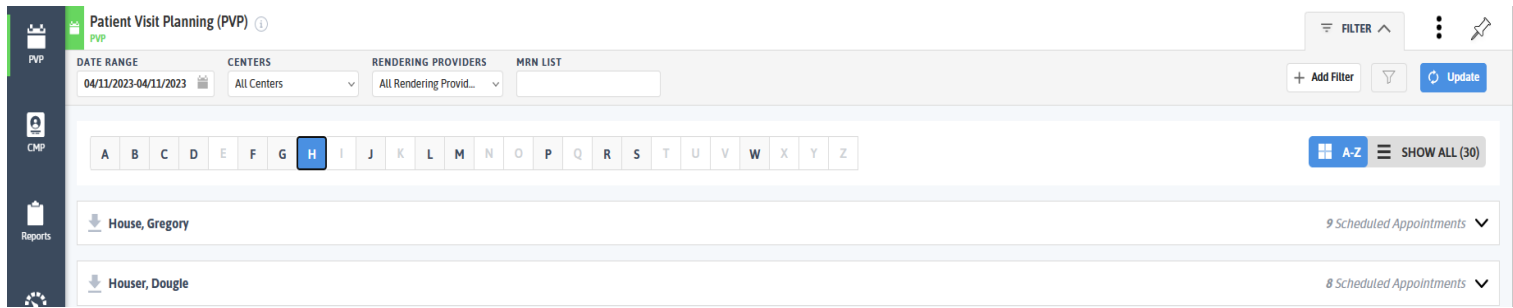 PVP
CMP
Reports
Patient Visit Planning (PVP)
PVP
FILTER
DATE RANGE CENTERS RENDERING PROVIDERS MRN LIST
04/11/2023-04/11/2023 All Centers All Rendering Provid... + Add Filter Update
A B C D E F G H I J K L M N O P Q R S T U V W X Y Z A-Z SHOW ALL (30)
House, Gregory 9 Scheduled Appointments
Houser, Dougle 8 Scheduled Appointments